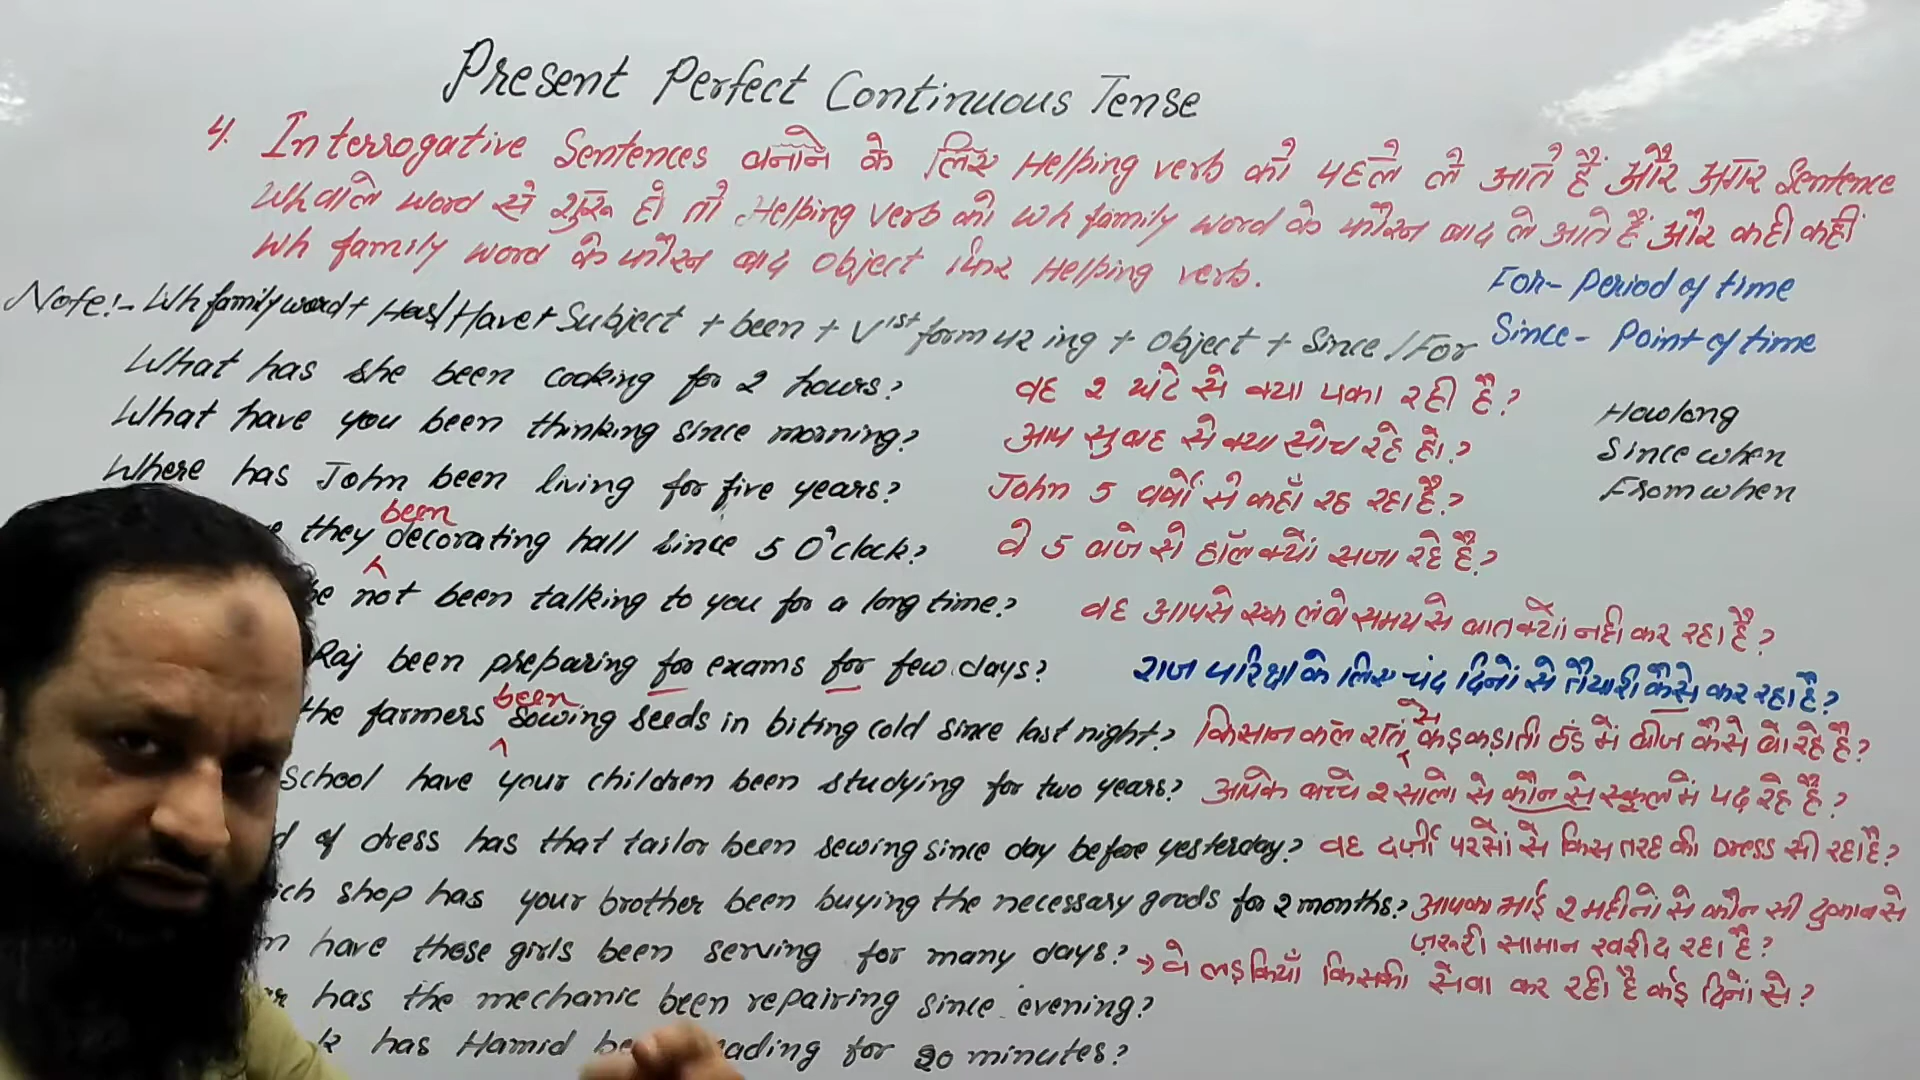 Present Perfect Continuous Tense
4. Interrogative Sentences बनाने के लिए Helping verb को पहले ले आते हैं और अगर Sentence
Wh वाले word से शुरू हो तो Helping verb को wh family word के फौरन बाद ले आते हैं और कहीं कहीं
Wh family word के फौरन बाद object फिर Helping verb.
For- Period of time
Note:- Wh family word + Has/Have + Subject + been + V 1st form में ing + object + Since / For
Since- Point of time
What has she been cooking for 2 hours? वह 2 घंटे से क्या पका रही है?
How long
What have you been thinking since morning? आप सुबह से क्या सोच रहे हो?
Since when
Where has John been living for five years? John 5 वर्षों से कहाँ रह रहा है?
From when
they been decorating hall since 5 O'clock? वे 5 बजे से हॉल क्यों सजा रहे हैं?
not been talking to you for a long time? वह आपसे एक लंबे समय से बात क्यों नहीं कर रहा है?
Raj been preparing for exams for few days? राज परिक्षा के लिए चंद दिनों से तैयारी कैसे कर रहा है?
the farmers been sowing seeds in biting cold since last night? किसान कल रात से कड़कड़ाती ठंड में बीज कैसे बो रहे हैं?
School have your children been studying for two years? आपके बच्चे 2 सालों से कौन से स्कूल में पढ़ रहे हैं?
of dress has that tailor been sewing since day before yesterday? वह दर्ज़ी परसों से किस तरह की Dress सी रहा है?
shop has your brother been buying the necessary goods for 2 months? आपका भाई 2 महीनों से कौन सी दुकान से
ज़रूरी सामान खरीद रहा है?
have those girls been serving for many days? → वे लड़कियाँ किसकी सेवा कर रही है कई दिनों से?
has the mechanic been repairing since evening?
has Hamid for 20 minutes?